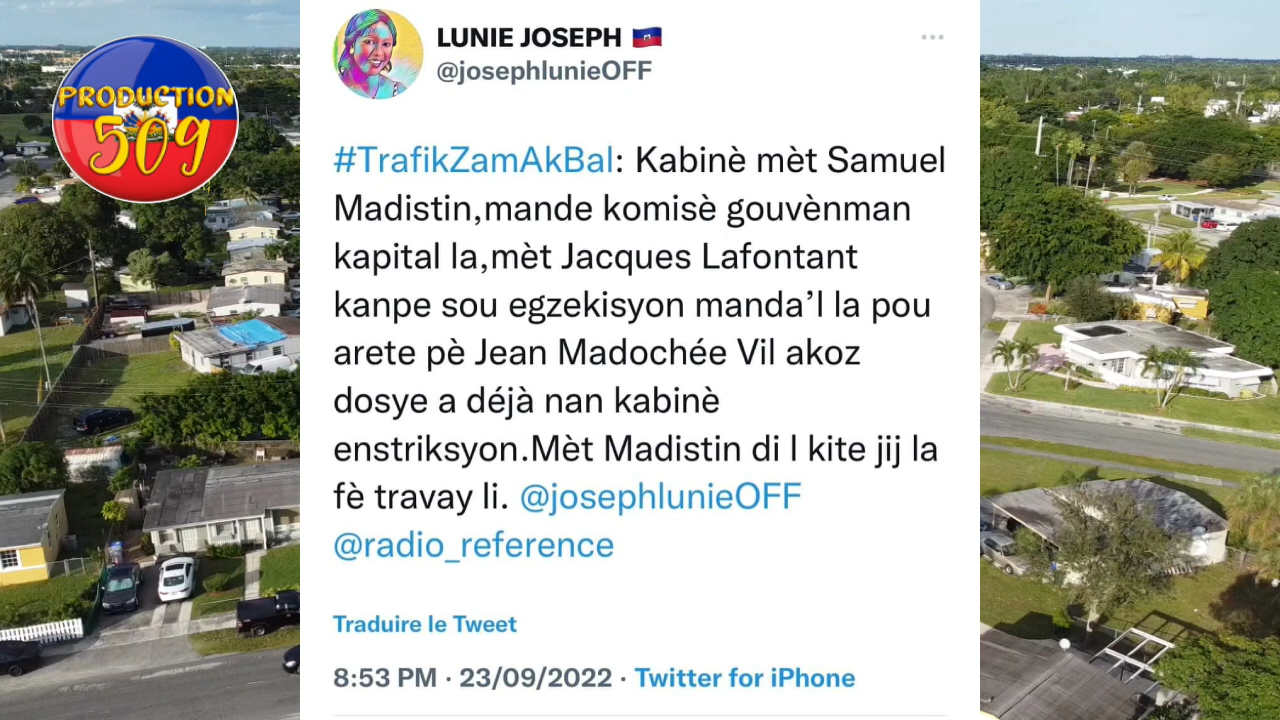 PRODUCTION
509
LUNIE JOSEPH 🇭🇹
@josephlunieOFF
#TrafikZamAkBal: Kabinè mèt Samuel
Madistin,mande komisè gouvènman
kapital la,mèt Jacques Lafontant
kanpe sou egzekisyon manda’l la pou
arete pè Jean Madochée Vil akoz
dosye a déjà nan kabinè
enstriksyon.Mèt Madistin di l kite jij la
fè travay li. @josephlunieOFF
@radio_reference
Traduire le Tweet
8:53 PM · 23/09/2022 · Twitter for iPhone